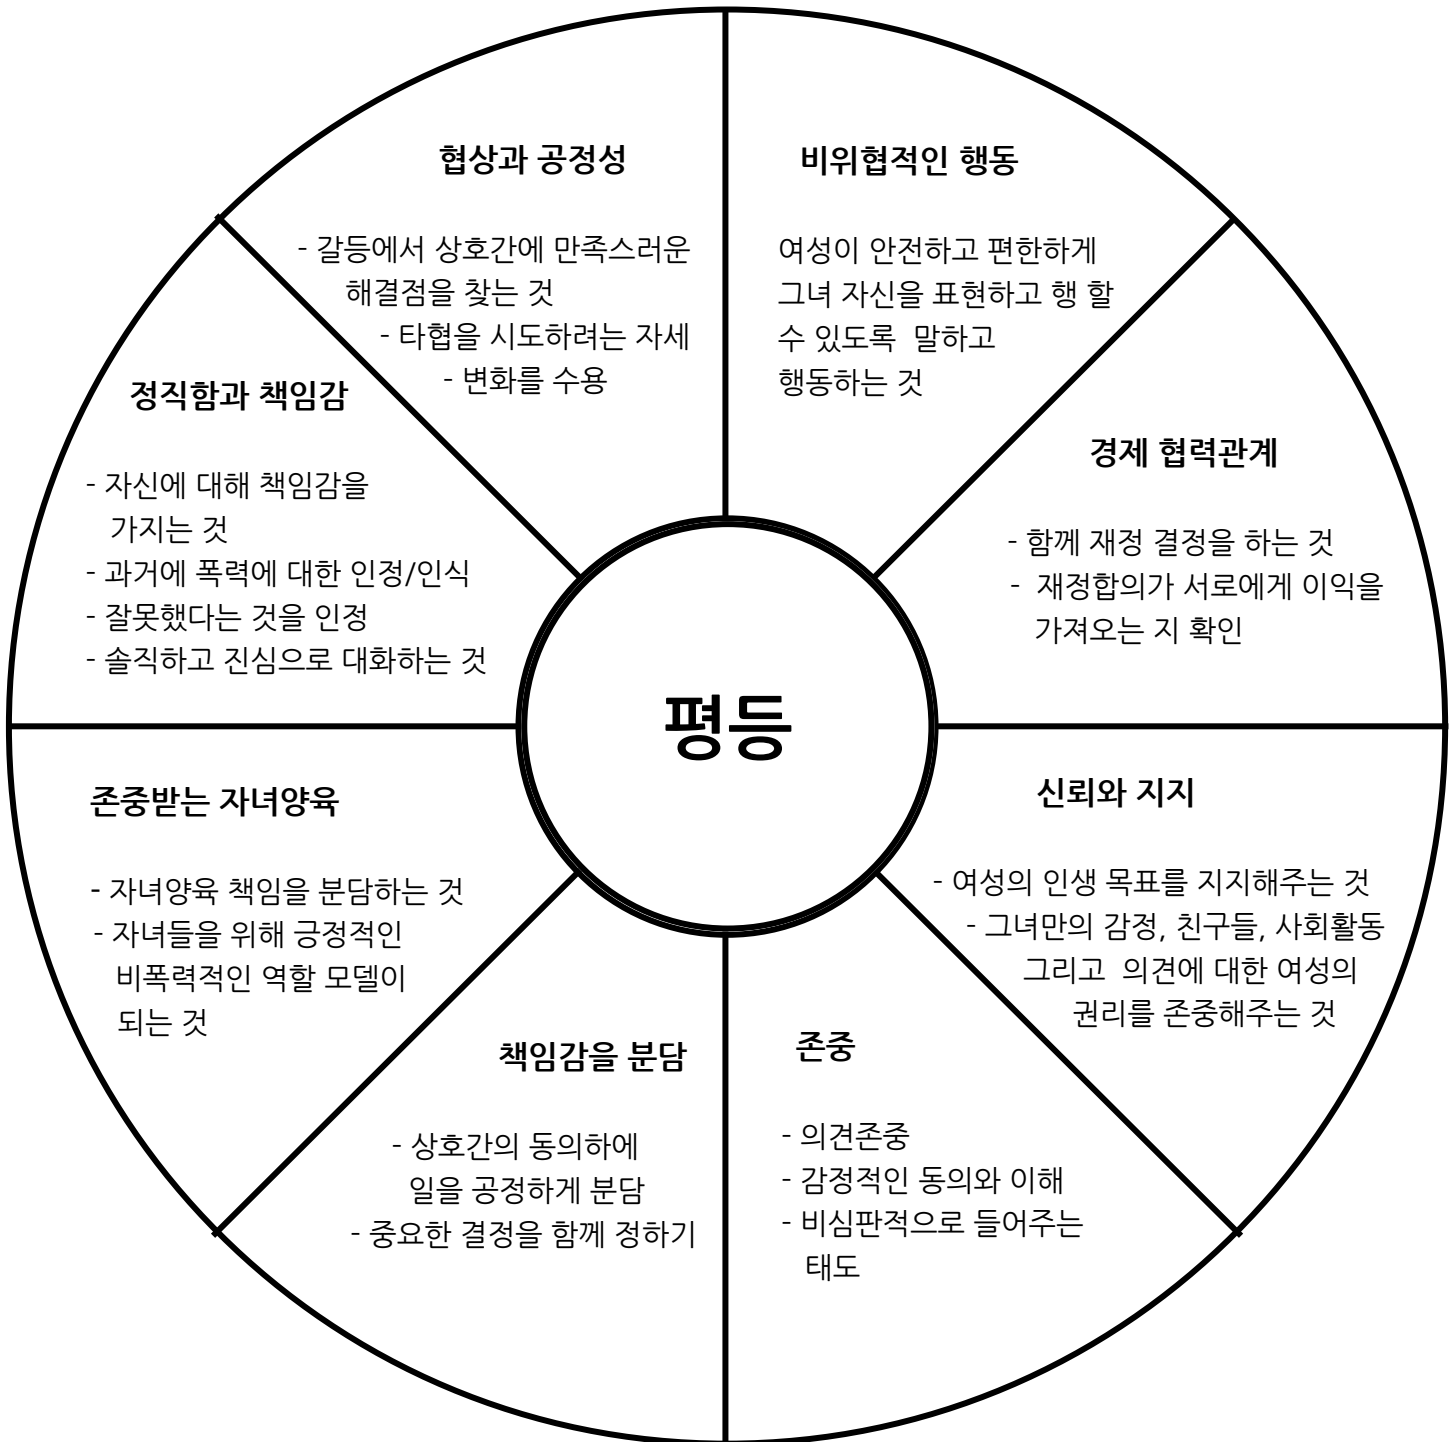 협상과 공정성
- 갈등에서 상호간에 만족스러운
해결점을 찾는 것
- 타협을 시도하려는 자세
- 변화를 수용
비위협적인 행동
여성이 안전하고 편한하게
그녀 자신을 표현하고 행 할
수 있도록 말하고
행동하는 것
경제 협력관계
- 함께 재정 결정을 하는 것
- 재정합의가 서로에게 이익을
가져오는 지 확인
신뢰와 지지
- 여성의 인생 목표를 지지해주는 것
- 그녀만의 감정, 친구들, 사회활동
그리고 의견에 대한 여성의
권리를 존중해주는 것
존중
- 의견존중
- 감정적인 동의와 이해
- 비심판적으로 들어주는
태도
책임감을 분담
- 상호간의 동의하에
일을 공정하게 분담
- 중요한 결정을 함께 정하기
존중받는 자녀양육
- 자녀양육 책임을 분담하는 것
- 자녀들을 위해 긍정적인
비폭력적인 역할 모델이
되는 것
정직함과 책임감
- 자신에 대해 책임감을
가지는 것
- 과거에 폭력에 대한 인정/인식
- 잘못했다는 것을 인정
- 솔직하고 진심으로 대화하는 것
평등